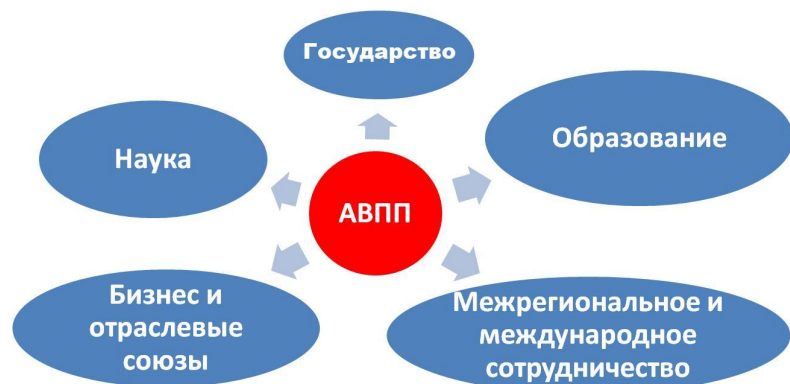 Государство
Образование
Наука
АВПП
Бизнес и
отраслевые
союзы
Межрегиональное и
международное
сотрудничество